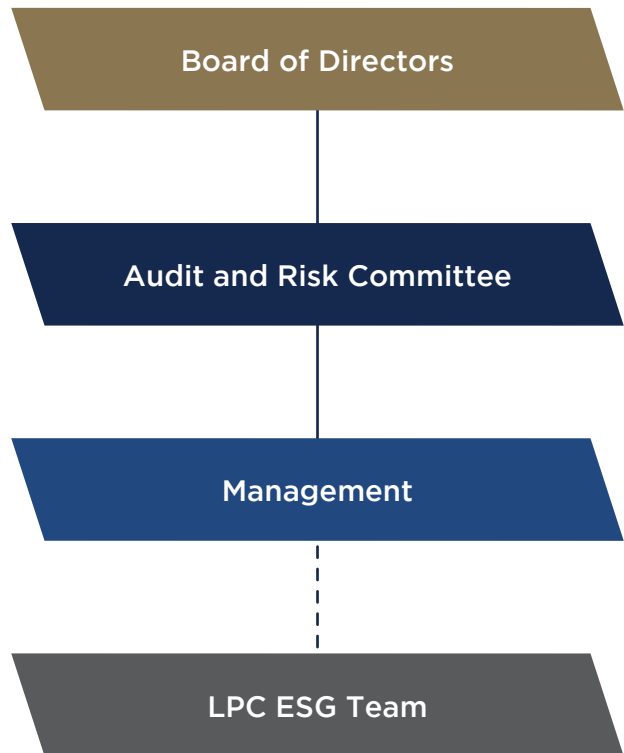 Board of Directors
Audit and Risk Committee
Management
LPC ESG Team